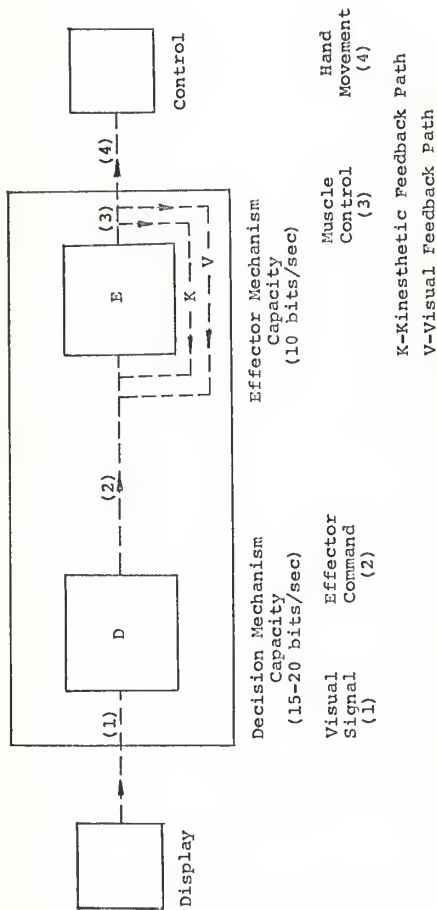 Display
(1)
D
(2)
E
(3)
(4)
K
V
Control
Decision Mechanism
Capacity
(15-20 bits/sec)
Effector Mechanism
Capacity
(10 bits/sec)
Visual
Signal
(1)
Effector
Command
(2)
Muscle
Control
(3)
Hand
Movement
(4)
K-Kinesthetic Feedback Path
V-Visual Feedback Path